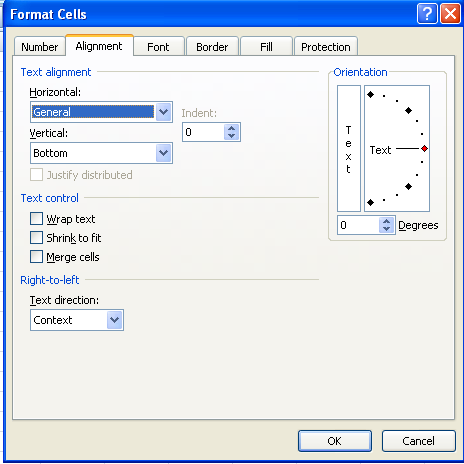 Format Cells
Number Alignment Font Border Fill Protection
Text alignment
Horizontal:
General
Indent:
0
Vertical:
Bottom
Justify distributed
Text control
Wrap text
Shrink to fit
Merge cells
Right-to-left
Text direction:
Context
Orientation
T
e
x
t
Text
0 Degrees
OK Cancel